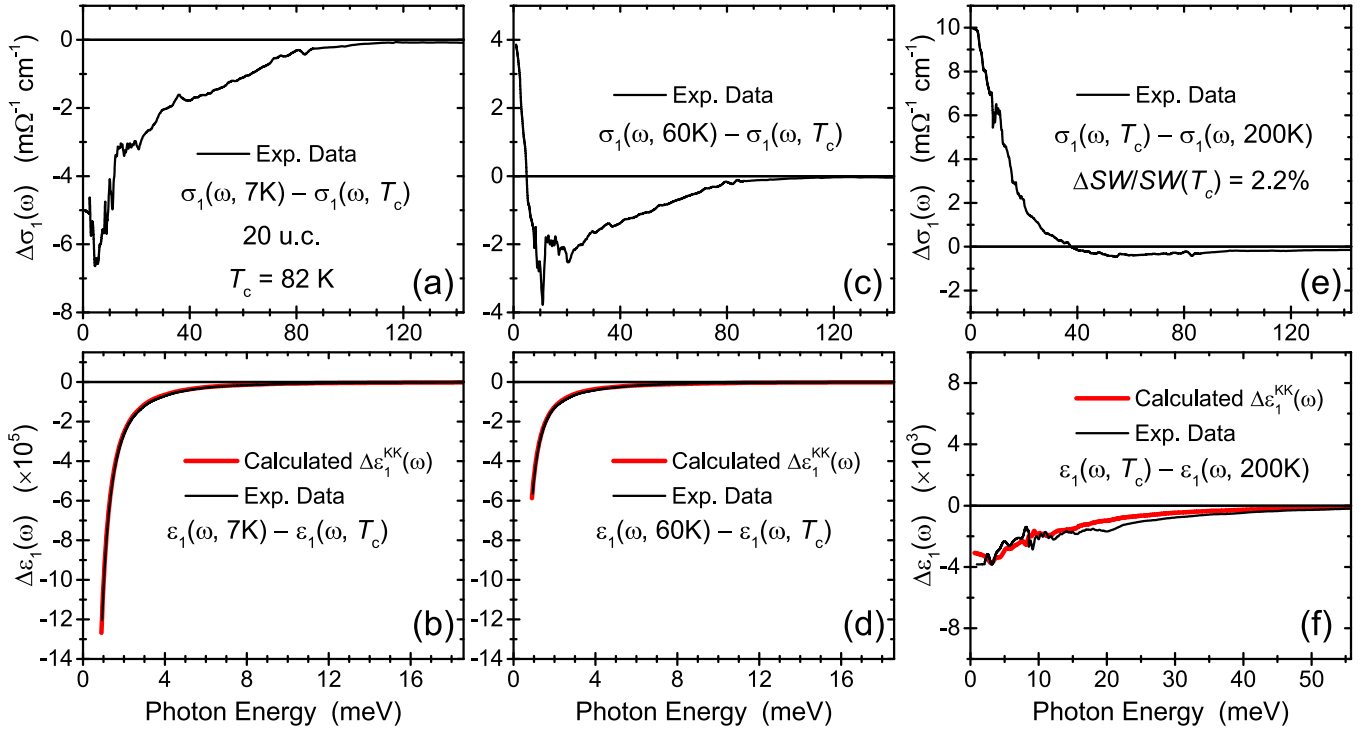 0
-2
-4
-6
-8
Δσ₁(ω) (mΩ⁻¹ cm⁻¹)
Exp. Data
σ₁(ω, 7K) – σ₁(ω, Tc)
20 u.c.
Tc = 82 K
(a)
0 40 80 120
4
2
0
-2
-4
Exp. Data
σ₁(ω, 60K) – σ₁(ω, Tc)
(c)
0 40 80 120
10
8
6
4
2
0
-2
Δσ₁(ω) (mΩ⁻¹ cm⁻¹)
Exp. Data
σ₁(ω, Tc) – σ₁(ω, 200K)
ΔSW/SW(Tc) = 2.2%
(e)
0 40 80 120
0
-2
-4
-6
-8
-10
-12
-14
Δε₁(ω) (×10⁵)
Calculated Δε₁ᴷᴷ(ω)
Exp. Data
ε₁(ω, 7K) – ε₁(ω, Tc)
(b)
0 4 8 12 16
Photon Energy (meV)
0
-2
-4
-6
-8
-10
-12
-14
Calculated Δε₁ᴷᴷ(ω)
Exp. Data
ε₁(ω, 60K) – ε₁(ω, Tc)
(d)
0 4 8 12 16
Photon Energy (meV)
8
4
0
-4
-8
Δε₁(ω) (×10³)
Calculated Δε₁ᴷᴷ(ω)
Exp. Data
ε₁(ω, Tc) – ε₁(ω, 200K)
(f)
0 10 20 30 40 50
Photon Energy (meV)